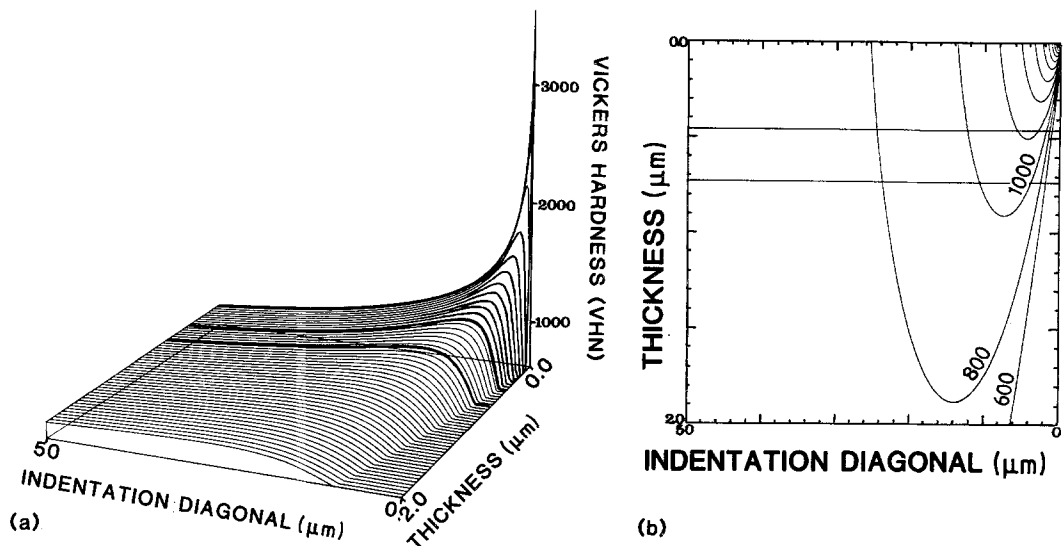 3000
2000
1000
VICKERS HARDNESS (VHN)
0.0
2.0
THICKNESS (μm)
50
0
INDENTATION DIAGONAL (μm)
(a)
0.0
2.0
THICKNESS (μm)
1000
800
600
50
0
INDENTATION DIAGONAL (μm)
(b)